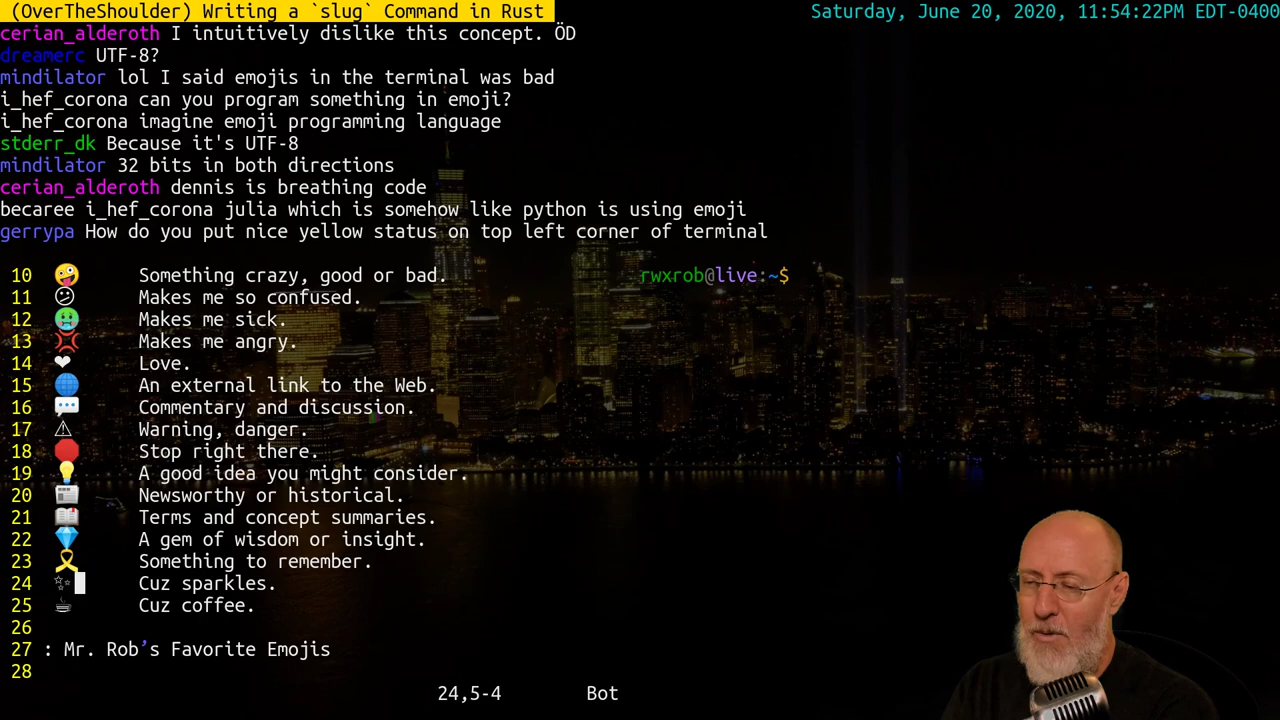 (OverTheShoulder) Writing a `slug` Command in Rust
Saturday, June 20, 2020, 11:54:22PM EDT-0400
cerian_alderoth I intuitively dislike this concept. ÖD
dreamerc UTF-8?
mindilator lol I said emojis in the terminal was bad
i_hef_corona can you program something in emoji?
i_hef_corona imagine emoji programming language
stderr_dk Because it's UTF-8
mindilator 32 bits in both directions
cerian_alderoth dennis is breathing code
becaree i_hef_corona julia which is somehow like python is using emoji
gerrypa How do you put nice yellow status on top left corner of terminal
10 🤪 Something crazy, good or bad.
rwxrob@live:~$
11 😕 Makes me so confused.
12 🤢 Makes me sick.
13 💢 Makes me angry.
14 ❤ Love.
15 🌐 An external link to the Web.
16 💬 Commentary and discussion.
17 ⚠ Warning, danger.
18 🛑 Stop right there.
19 💡 A good idea you might consider.
20 📰 Newsworthy or historical.
21 📖 Terms and concept summaries.
22 💎 A gem of wisdom or insight.
23 🎗 Something to remember.
24 ✨ Cuz sparkles.
25 ☕ Cuz coffee.
26
27 : Mr. Rob’s Favorite Emojis
28
24,5-4 Bot